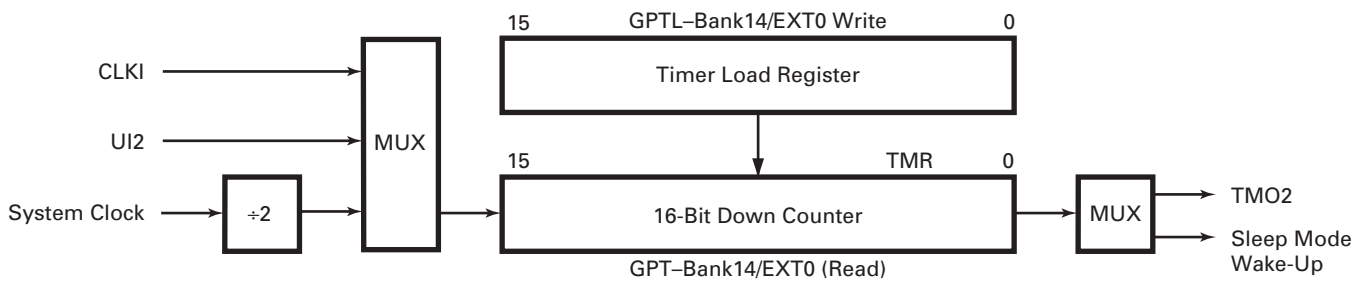 15 GPTL–Bank14/EXT0 Write 0
CLKI
Timer Load Register
UI2
MUX
15 TMR 0
System Clock
÷2
16-Bit Down Counter
MUX
TMO2
Sleep Mode
Wake-Up
GPT–Bank14/EXT0 (Read)